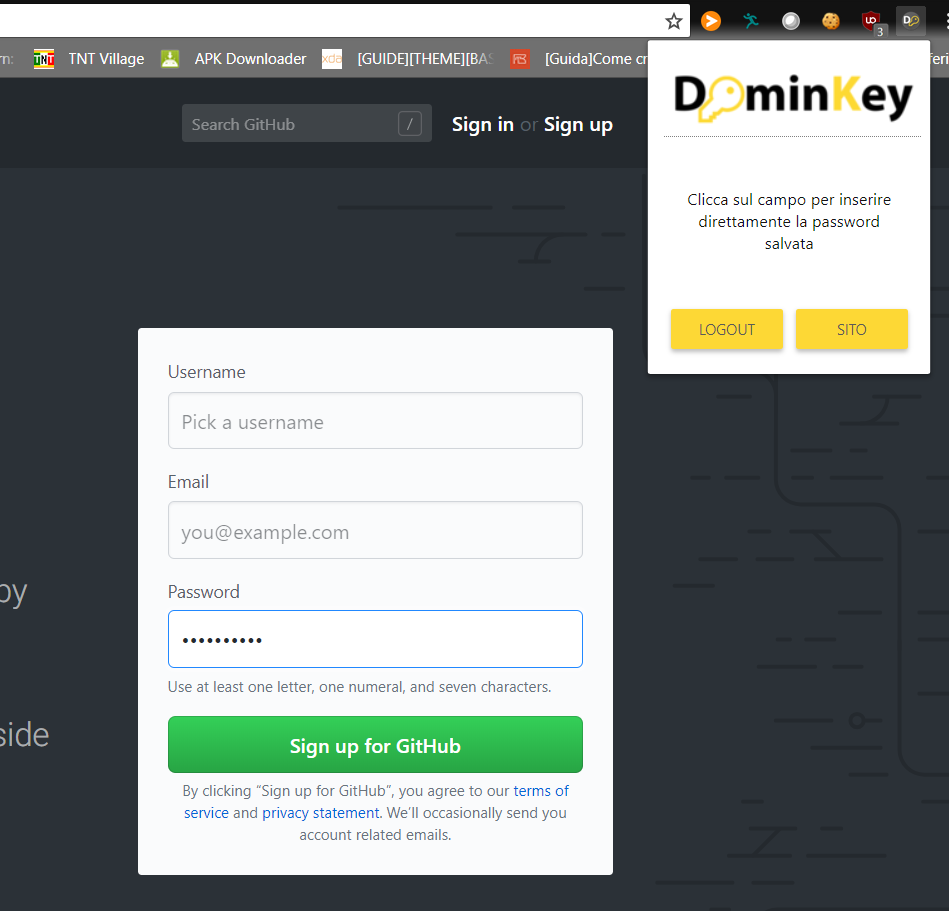 3
rn: TNT Village APK Downloader xda [GUIDE][THEME][BAS [Guida]Come cr feri
Search GitHub / Sign in or Sign up
DominKey
Clicca sul campo per inserire
direttamente la password
salvata
LOGOUT SITO
Username
Pick a username
Email
you@example.com
by
Password
••••••••••
Use at least one letter, one numeral, and seven characters.
side
Sign up for GitHub
By clicking “Sign up for GitHub”, you agree to our terms of
service and privacy statement. We’ll occasionally send you
account related emails.